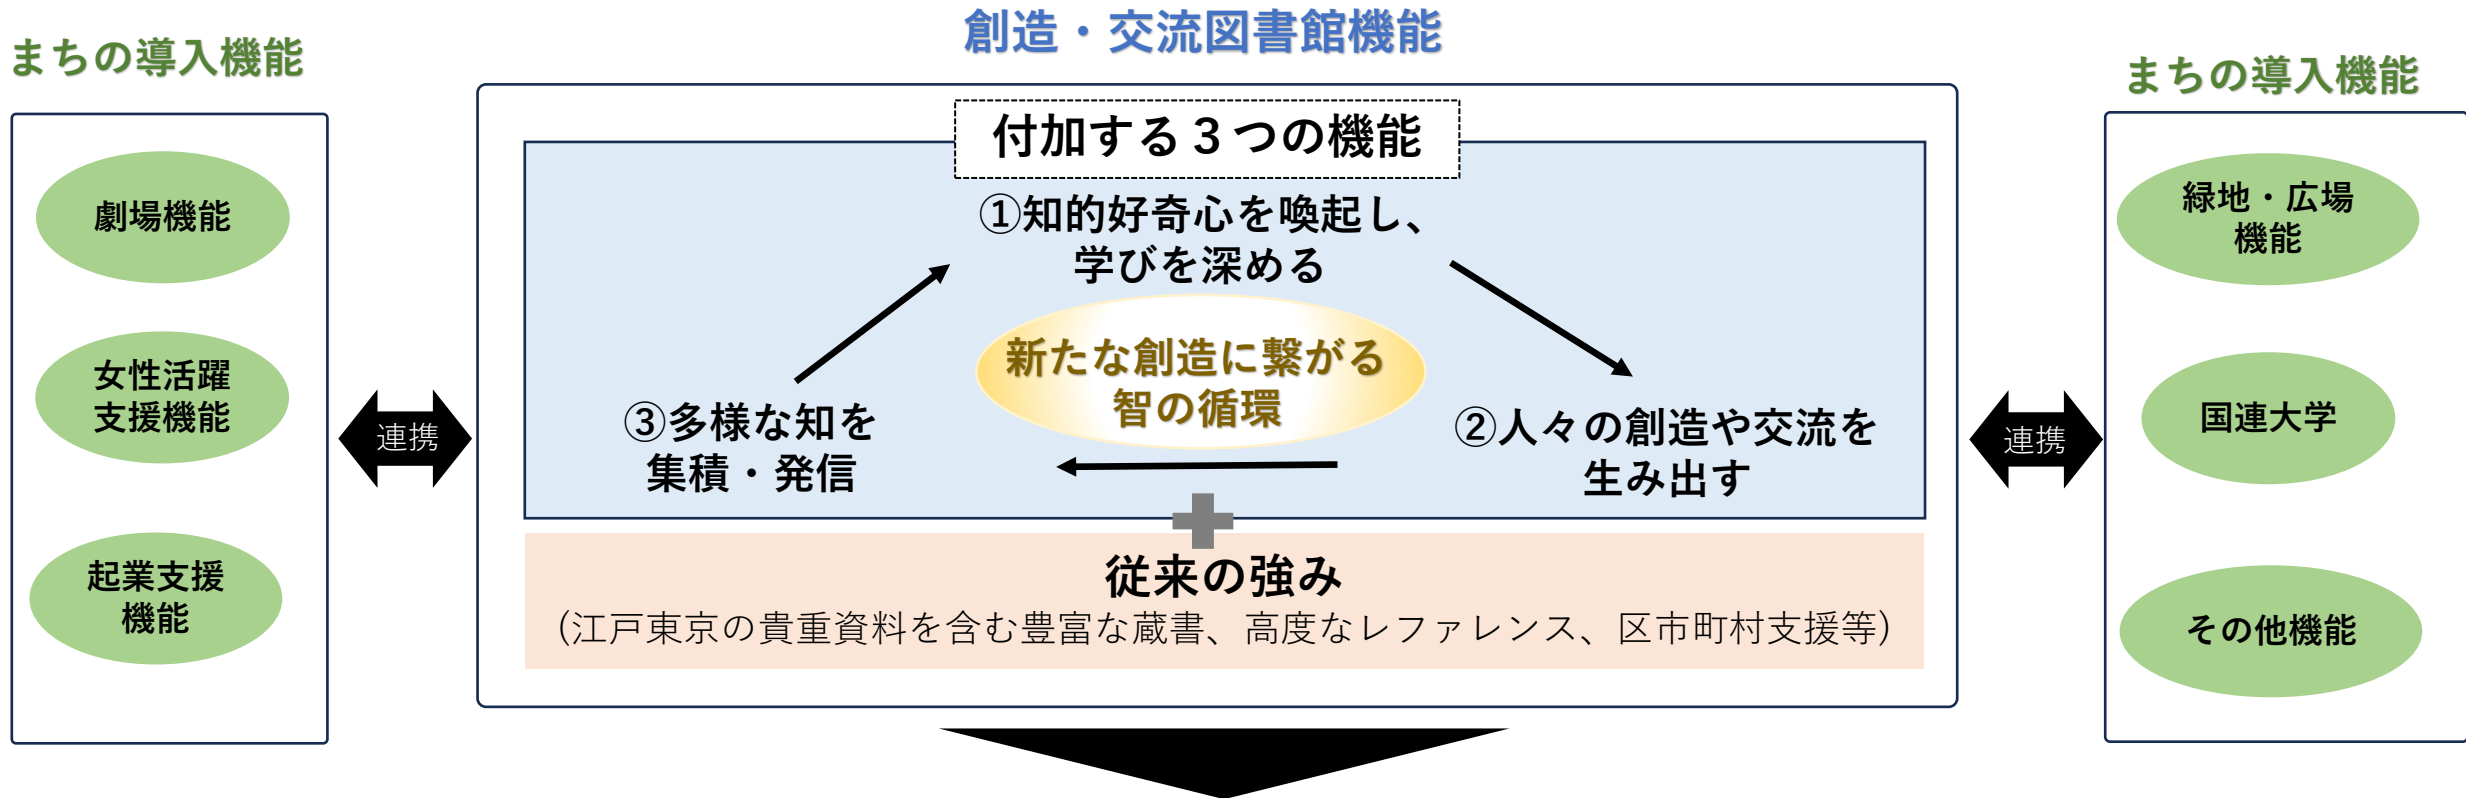 創造・交流図書館機能
まちの導入機能
劇場機能
女性活躍
支援機能
起業支援
機能
連携
付加する３つの機能
①知的好奇心を喚起し、
学びを深める
新たな創造に繋がる
智の循環
②人々の創造や交流を
生み出す
③多様な知を
集積・発信
従来の強み
(江戸東京の貴重資料を含む豊富な蔵書、高度なレファレンス、区市町村支援等)
連携
まちの導入機能
緑地・広場
機能
国連大学
その他機能